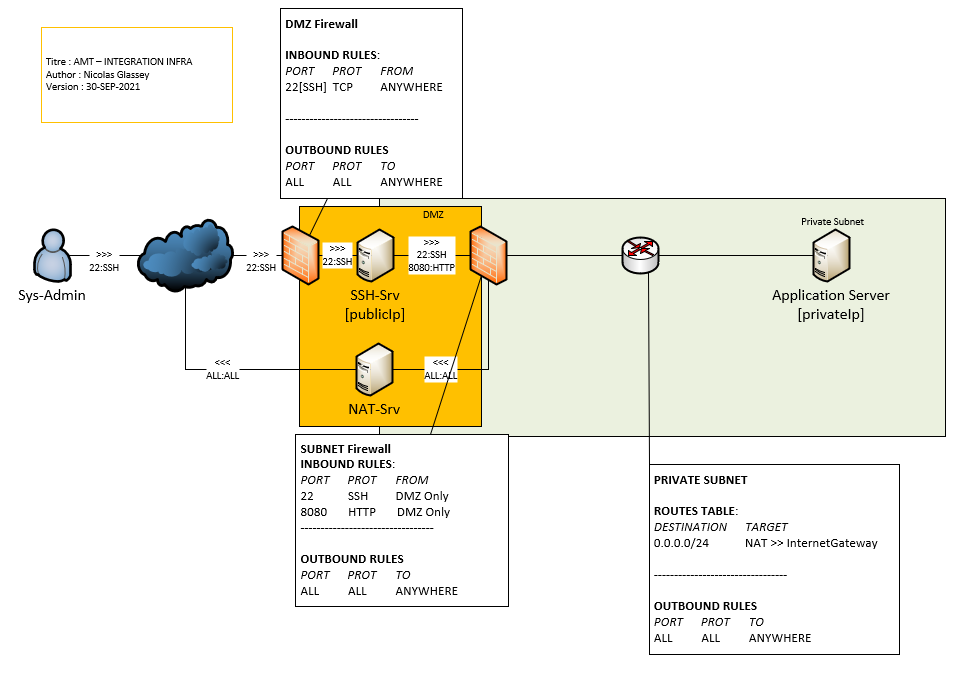 Titre : AMT – INTEGRATION INFRA
Author : Nicolas Glassey
Version : 30-SEP-2021
DMZ Firewall
INBOUND RULES:
PORT PROT FROM
22[SSH] TCP ANYWHERE
---------------------------------
OUTBOUND RULES
PORT PROT TO
ALL ALL ANYWHERE
DMZ
Private Subnet
>>>
22:SSH
>>>
22:SSH
>>>
22:SSH
>>>
22:SSH
8080:HTTP
Sys-Admin
SSH-Srv
[publicIp]
Application Server
[privateIp]
<<<
ALL:ALL
<<<
ALL:ALL
NAT-Srv
SUBNET Firewall
INBOUND RULES:
PORT PROT FROM
22 SSH DMZ Only
8080 HTTP DMZ Only
---------------------------------
OUTBOUND RULES
PORT PROT TO
ALL ALL ANYWHERE
PRIVATE SUBNET
ROUTES TABLE:
DESTINATION TARGET
0.0.0.0/24 NAT >> InternetGateway
---------------------------------
OUTBOUND RULES
PORT PROT TO
ALL ALL ANYWHERE